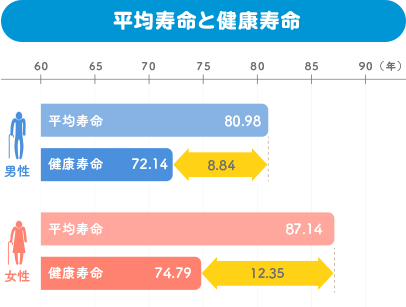 平均寿命と健康寿命
60 65 70 75 80 85 90（年）
平均寿命 80.98
健康寿命 72.14 8.84
男性
平均寿命 87.14
健康寿命 74.79 12.35
女性